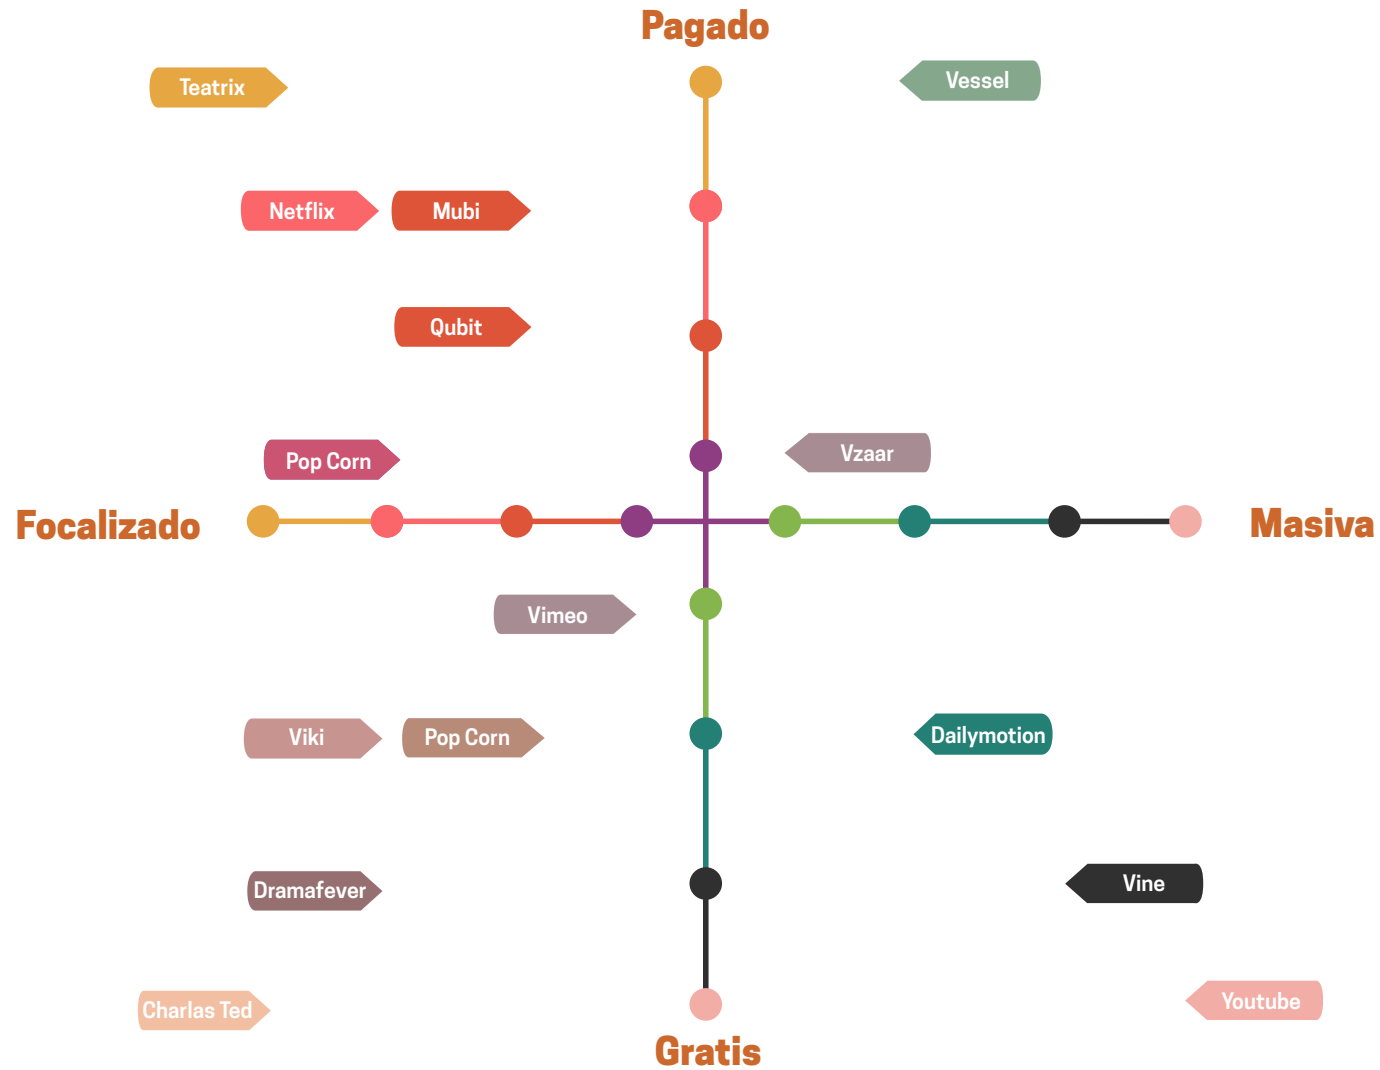 Pagado
Teatrix
Vessel
Netflix
Mubi
Qubit
Pop Corn
Vzaar
Focalizado
Masiva
Vimeo
Viki
Pop Corn
Dailymotion
Dramafever
Vine
Charlas Ted
Youtube
Gratis